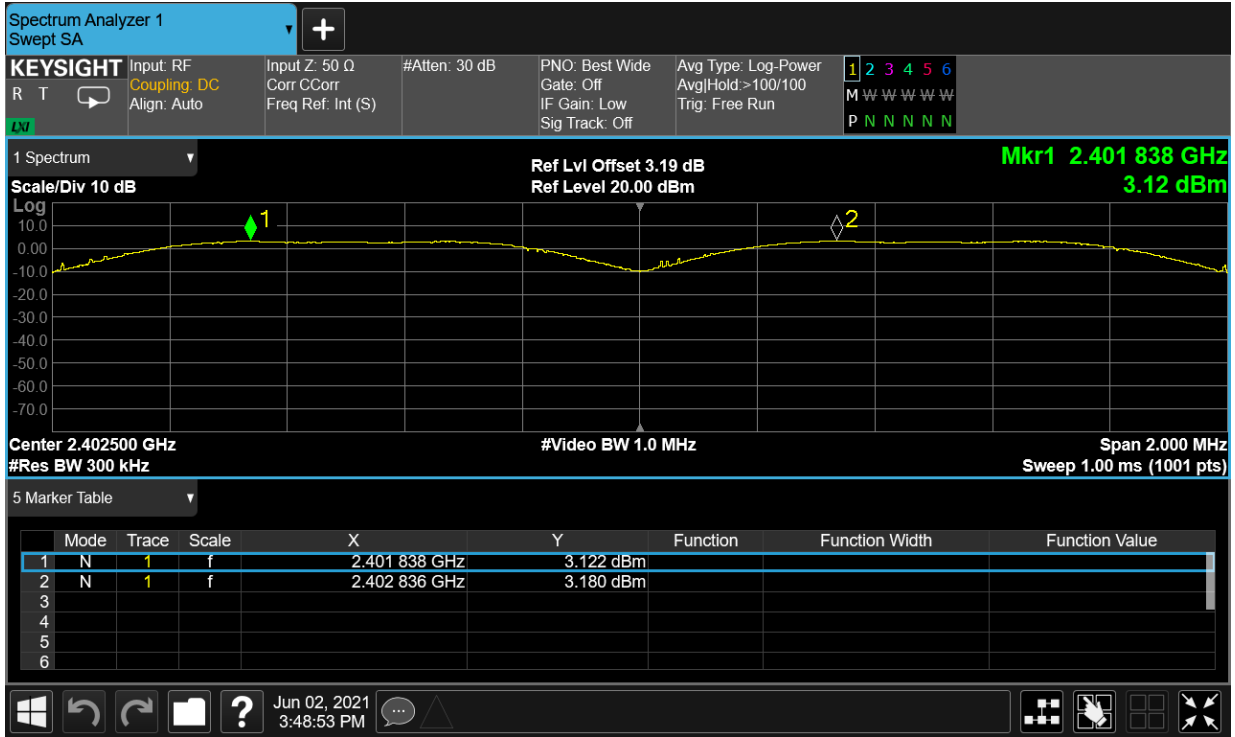 Spectrum Analyzer 1
Swept SA
KEYSIGHT Input: RF Input Z: 50 Ω #Atten: 30 dB PNO: Best Wide Avg Type: Log-Power 1 2 3 4 5 6
R T Coupling: DC Corr CCorr Gate: Off Avg|Hold:>100/100 M W W W W W
Align: Auto Freq Ref: Int (S) IF Gain: Low Trig: Free Run
LXI Sig Track: Off P N N N N N
1 Spectrum Ref Lvl Offset 3.19 dB Mkr1 2.401 838 GHz
Scale/Div 10 dB Ref Level 20.00 dBm 3.12 dBm
Log
1 2
10.0
0.00
-10.0
-20.0
-30.0
-40.0
-50.0
-60.0
-70.0
Center 2.402500 GHz #Video BW 1.0 MHz Span 2.000 MHz
#Res BW 300 kHz Sweep 1.00 ms (1001 pts)
5 Marker Table
Mode Trace Scale X Y Function Function Width Function Value
1 N 1 f 2.401 838 GHz 3.122 dBm
2 N 1 f 2.402 836 GHz 3.180 dBm
3
4
5
6
? Jun 02, 2021
3:48:53 PM